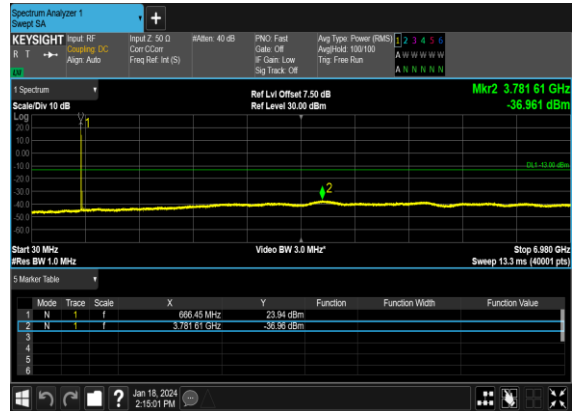 Spectrum Analyzer 1
Swept SA
KEYSIGHT
R T
LW
Input: RF
Coupling: DC
Align: Auto
Input Z: 50 Ω
Corr CCorr
Freq Ref: Int (S)
#Atten: 40 dB
PNO: Fast
Gate: Off
IF Gain: Low
Sig Track: Off
Avg Type: Power (RMS)
Avg|Hold: 100/100
Trig: Free Run
1 2 3 4 5 6
A W W W W W
A N N N N N
1 Spectrum
Scale/Div 10 dB
Ref Lvl Offset 7.50 dB
Ref Level 30.00 dBm
Mkr2 3.781 61 GHz
-36.961 dBm
Log
20.0
10.0
0.00
-10.0
-20.0
-30.0
-40.0
-50.0
-60.0
1
2
DL1 -13.00 dBm
Start 30 MHz
#Res BW 1.0 MHz
Video BW 3.0 MHz*
Stop 6.980 GHz
Sweep 13.3 ms (40001 pts)
5 Marker Table
Mode Trace Scale X Y Function Function Width Function Value
1 N 1 f 666.45 MHz 23.94 dBm
2 N 1 f 3.781 61 GHz -36.96 dBm
3
4
5
6
?
Jan 18, 2024
2:15:01 PM